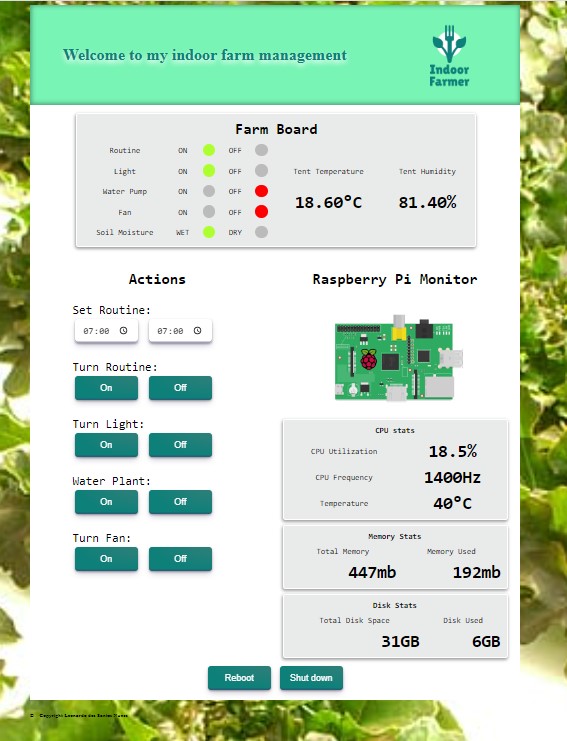 Welcome to my indoor farm management
Indoor
Farmer
Farm Board
Routine ON OFF
Light ON OFF
Water Pump ON OFF
Fan ON OFF
Soil Moisture WET DRY
Tent Temperature Tent Humidity
18.60°C 81.40%
Actions
Set Routine:
07:00 07:00
Turn Routine:
On Off
Turn Light:
On Off
Water Plant:
On Off
Turn Fan:
On Off
Raspberry Pi Monitor
CPU stats
CPU Utilization 18.5%
CPU Frequency 1400Hz
Temperature 40°C
Memory Stats
Total Memory Memory Used
447mb 192mb
Disk Stats
Total Disk Space Disk Used
31GB 6GB
Reboot Shut down
© Copyright Leonardo dos Santos